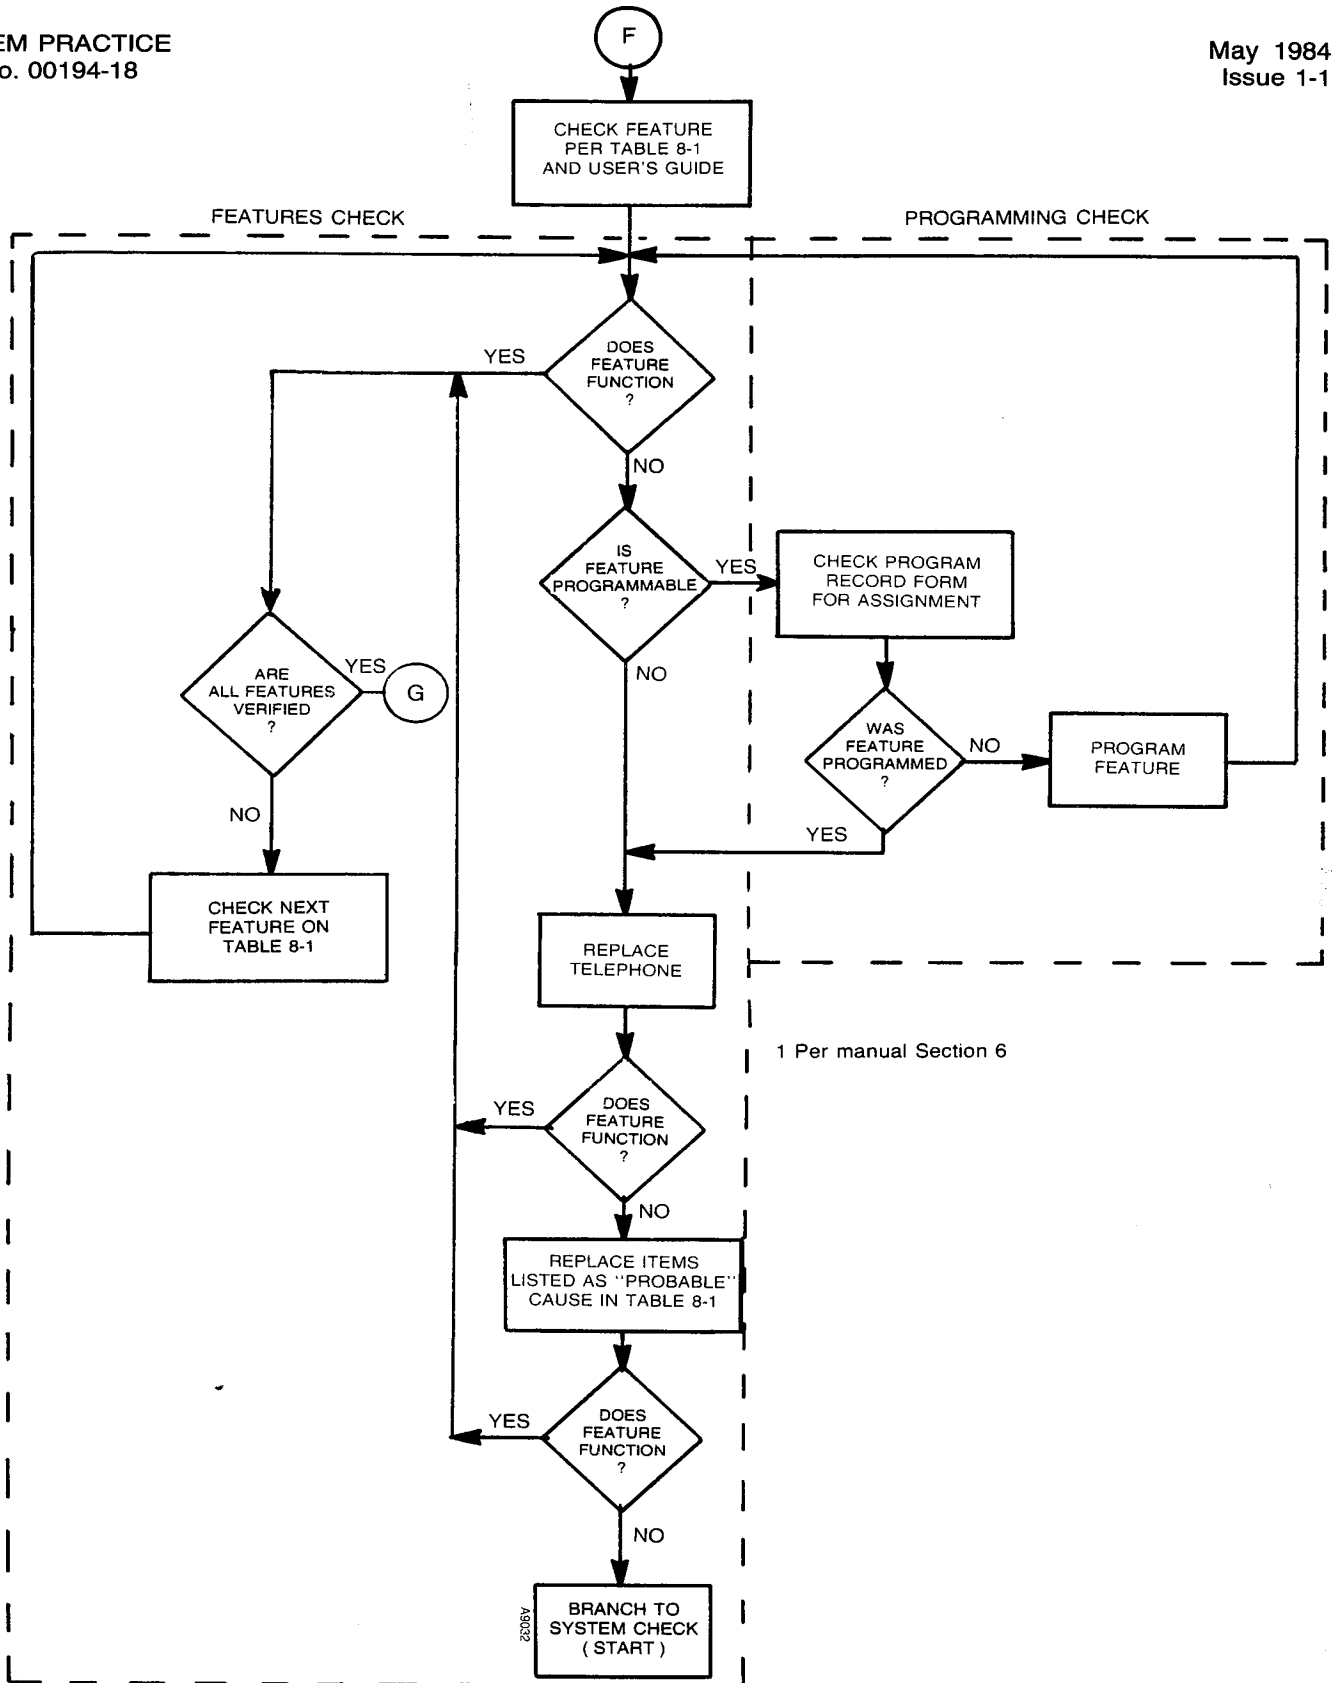 EM PRACTICE
o. 00194-18
May 1984
Issue 1-1
F
CHECK FEATURE
PER TABLE 8-1
AND USER'S GUIDE
FEATURES CHECK
PROGRAMMING CHECK
DOES
FEATURE
FUNCTION
?
YES
NO
IS
FEATURE
PROGRAMMABLE
?
YES
NO
CHECK PROGRAM
RECORD FORM
FOR ASSIGNMENT
ARE
ALL FEATURES
VERIFIED
?
YES
G
NO
WAS
FEATURE
PROGRAMMED
?
NO
YES
PROGRAM
FEATURE
CHECK NEXT
FEATURE ON
TABLE 8-1
REPLACE
TELEPHONE
1 Per manual Section 6
DOES
FEATURE
FUNCTION
?
YES
NO
REPLACE ITEMS
LISTED AS "PROBABLE"
CAUSE IN TABLE 8-1
DOES
FEATURE
FUNCTION
?
YES
NO
BRANCH TO
SYSTEM CHECK
( START )
A9032